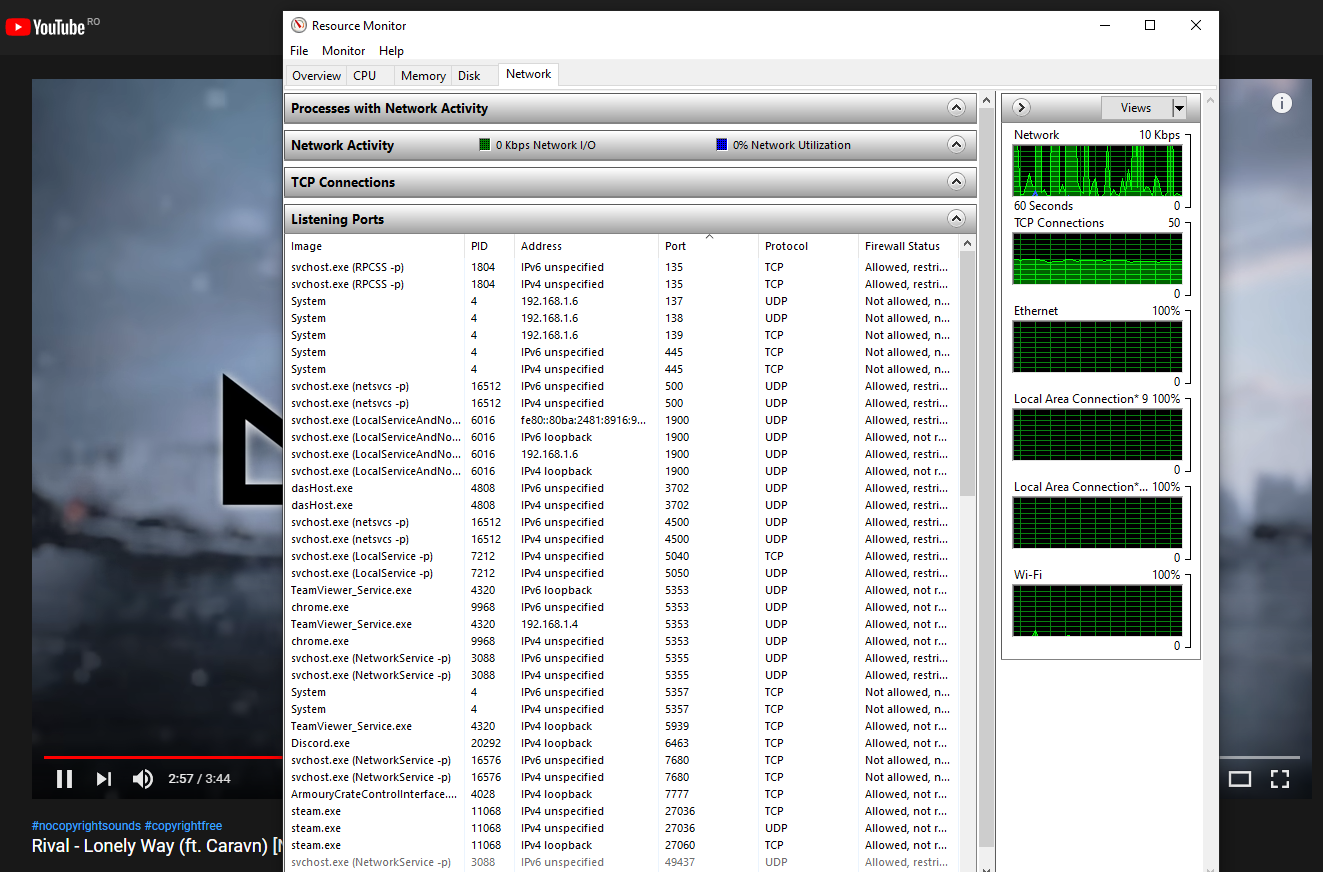 YouTube RO
Resource Monitor
File Monitor Help
Overview CPU Memory Disk Network
Processes with Network Activity
Network Activity 0 Kbps Network I/O 0% Network Utilization
TCP Connections
Listening Ports
Image PID Address Port Protocol Firewall Status
svchost.exe (RPCSS -p) 1804 IPv6 unspecified 135 TCP Allowed, restri...
svchost.exe (RPCSS -p) 1804 IPv4 unspecified 135 TCP Allowed, restri...
System 4 192.168.1.6 137 UDP Not allowed, n...
System 4 192.168.1.6 138 UDP Not allowed, n...
System 4 192.168.1.6 139 TCP Not allowed, n...
System 4 IPv6 unspecified 445 TCP Not allowed, n...
System 4 IPv4 unspecified 445 TCP Not allowed, n...
svchost.exe (netsvcs -p) 16512 IPv6 unspecified 500 UDP Allowed, restri...
svchost.exe (netsvcs -p) 16512 IPv4 unspecified 500 UDP Allowed, restri...
svchost.exe (LocalServiceAndNo... 6016 fe80::80ba:2481:8916:9... 1900 UDP Allowed, restri...
svchost.exe (LocalServiceAndNo... 6016 IPv6 loopback 1900 UDP Allowed, not r...
svchost.exe (LocalServiceAndNo... 6016 192.168.1.6 1900 UDP Allowed, restri...
svchost.exe (LocalServiceAndNo... 6016 IPv4 loopback 1900 UDP Allowed, not r...
dasHost.exe 4808 IPv6 unspecified 3702 UDP Allowed, restri...
dasHost.exe 4808 IPv4 unspecified 3702 UDP Allowed, restri...
svchost.exe (netsvcs -p) 16512 IPv6 unspecified 4500 UDP Allowed, restri...
svchost.exe (netsvcs -p) 16512 IPv4 unspecified 4500 UDP Allowed, restri...
svchost.exe (LocalService -p) 7212 IPv4 unspecified 5040 TCP Allowed, restri...
svchost.exe (LocalService -p) 7212 IPv4 unspecified 5050 UDP Allowed, restri...
TeamViewer_Service.exe 4320 IPv6 loopback 5353 UDP Allowed, not r...
chrome.exe 9968 IPv6 unspecified 5353 UDP Allowed, not r...
TeamViewer_Service.exe 4320 192.168.1.4 5353 UDP Allowed, not r...
chrome.exe 9968 IPv4 unspecified 5353 UDP Allowed, not r...
svchost.exe (NetworkService -p) 3088 IPv6 unspecified 5355 UDP Allowed, restri...
svchost.exe (NetworkService -p) 3088 IPv4 unspecified 5355 UDP Allowed, restri...
System 4 IPv6 unspecified 5357 TCP Not allowed, n...
System 4 IPv4 unspecified 5357 TCP Not allowed, n...
TeamViewer_Service.exe 4320 IPv4 loopback 5939 TCP Allowed, not r...
Discord.exe 20292 IPv4 loopback 6463 TCP Allowed, not r...
svchost.exe (NetworkService -p) 16576 IPv6 unspecified 7680 TCP Not allowed, n...
svchost.exe (NetworkService -p) 16576 IPv4 unspecified 7680 TCP Not allowed, n...
ArmouryCrateControlInterface.... 4028 IPv4 loopback 7777 TCP Allowed, not r...
steam.exe 11068 IPv4 unspecified 27036 TCP Allowed, not r...
steam.exe 11068 IPv4 unspecified 27036 UDP Allowed, not r...
steam.exe 11068 IPv4 loopback 27060 TCP Allowed, not r...
svchost.exe (NetworkService -p) 3088 IPv6 unspecified 49437 UDP Allowed, restri...
Views
Network 10 Kbps
60 Seconds 0
TCP Connections 50
0
Ethernet 100%
0
Local Area Connection* 9 100%
0
Local Area Connection*... 100%
0
Wi-Fi 100%
0
2:57 / 3:44
#nocopyrightsounds #copyrightfree
Rival - Lonely Way (ft. Caravn) [